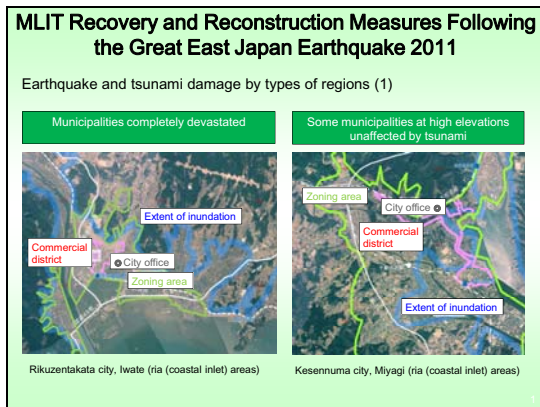 MLIT Recovery and Reconstruction Measures Following
the Great East Japan Earthquake 2011
Earthquake and tsunami damage by types of regions (1)
Municipalities completely devastated
Some municipalities at high elevations
unaffected by tsunami
Extent of inundation
Commercial
district
City office
Zoning area
Zoning area
City office
Commercial
district
Extent of inundation
Rikuzentakata city, Iwate (ria (coastal inlet) areas)
Kesennuma city, Miyagi (ria (coastal inlet) areas)